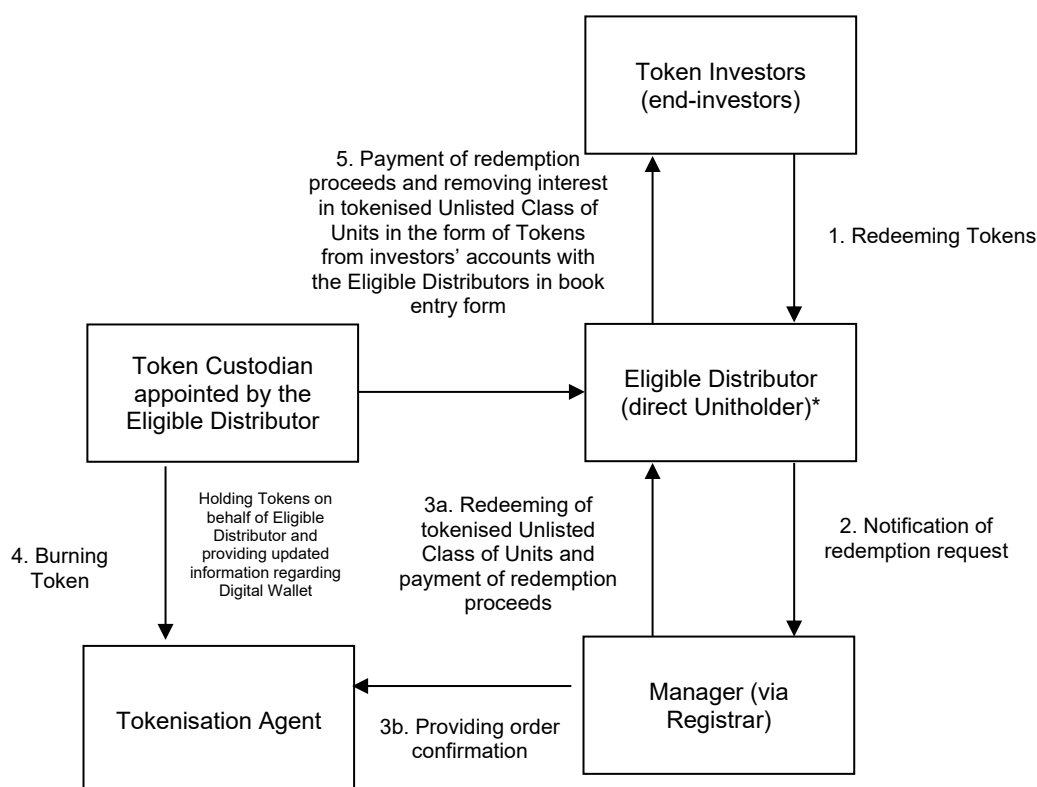 Token Investors
(end-investors)
5. Payment of redemption
proceeds and removing interest
in tokenised Unlisted Class of
Units in the form of Tokens
from investors’ accounts with
the Eligible Distributors in book
entry form
1. Redeeming Tokens
Token Custodian
appointed by the
Eligible Distributor
Eligible Distributor
(direct Unitholder)*
4. Burning
Token
Holding Tokens on
behalf of Eligible
Distributor and
providing updated
information regarding
Digital Wallet
3a. Redeeming of
tokenised Unlisted
Class of Units and
payment of redemption
proceeds
2. Notification of
redemption request
Tokenisation Agent
3b. Providing order
confirmation
Manager (via
Registrar)